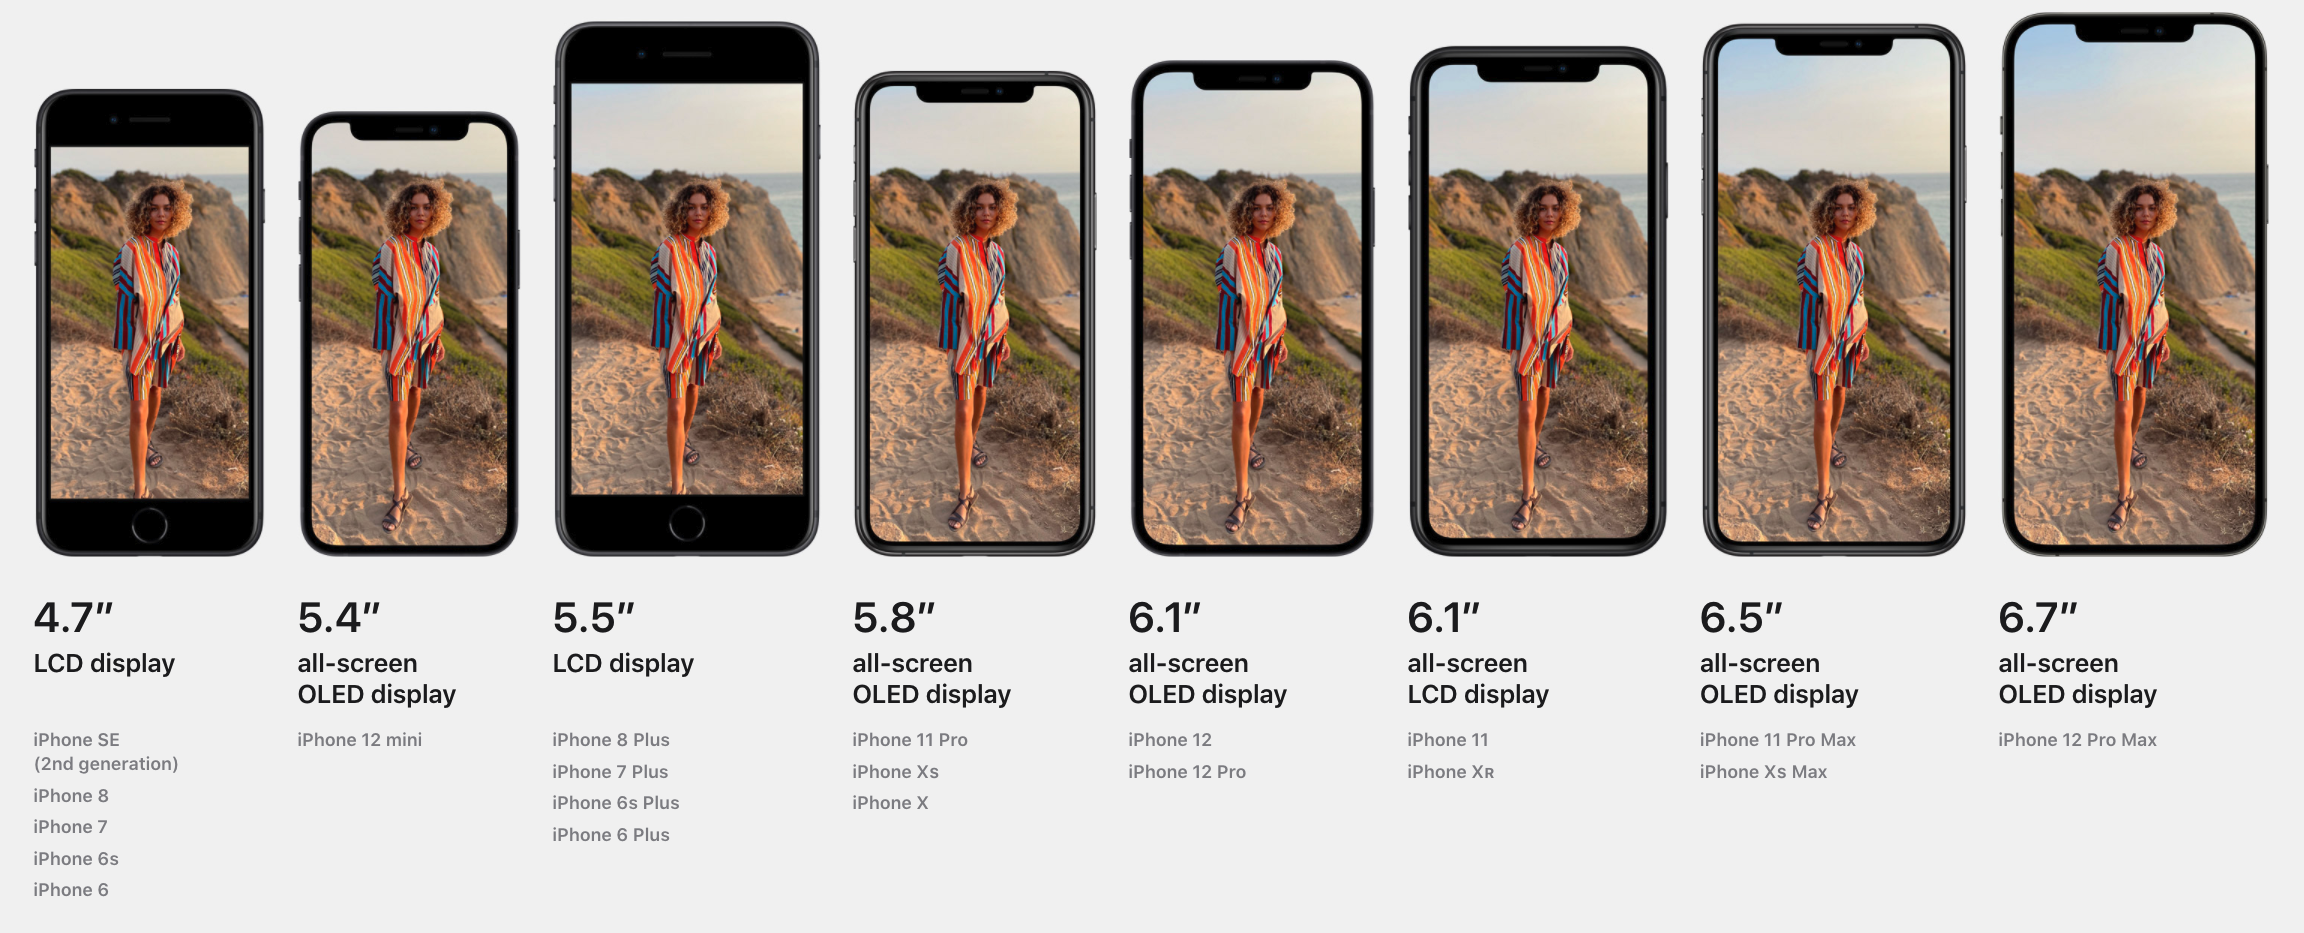 4.7”
LCD display
iPhone SE
(2nd generation)
iPhone 8
iPhone 7
iPhone 6s
iPhone 6
5.4”
all-screen
OLED display
iPhone 12 mini
5.5”
LCD display
iPhone 8 Plus
iPhone 7 Plus
iPhone 6s Plus
iPhone 6 Plus
5.8”
all-screen
OLED display
iPhone 11 Pro
iPhone Xs
iPhone X
6.1”
all-screen
OLED display
iPhone 12
iPhone 12 Pro
6.1”
all-screen
LCD display
iPhone 11
iPhone XR
6.5”
all-screen
OLED display
iPhone 11 Pro Max
iPhone Xs Max
6.7”
all-screen
OLED display
iPhone 12 Pro Max